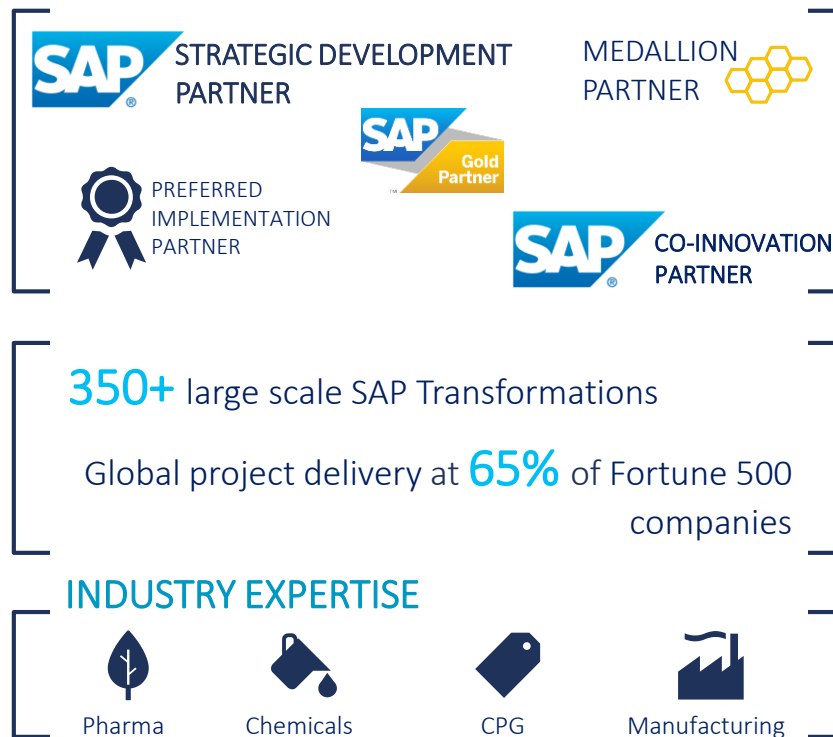 SAP®
STRATEGIC DEVELOPMENT
PARTNER
MEDALLION
PARTNER
SAP
Gold
Partner
™
PREFERRED
IMPLEMENTATION
PARTNER
SAP®
CO-INNOVATION
PARTNER
350+ large scale SAP Transformations
Global project delivery at 65% of Fortune 500
companies
INDUSTRY EXPERTISE
Pharma
Chemicals
CPG
Manufacturing